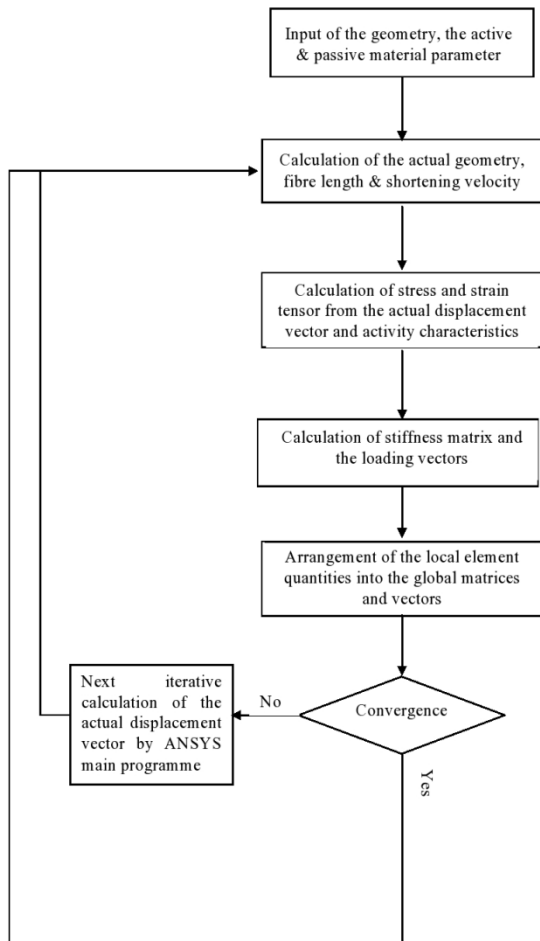 Input of the geometry, the active
& passive material parameter
Calculation of the actual geometry,
fibre length & shortening velocity
Calculation of stress and strain
tensor from the actual displacement
vector and activity characteristics
Calculation of stiffness matrix and
the loading vectors
Arrangement of the local element
quantities into the global matrices
and vectors
Next iterative
calculation of the
actual displacement
vector by ANSYS
main programme
No
Convergence
Yes